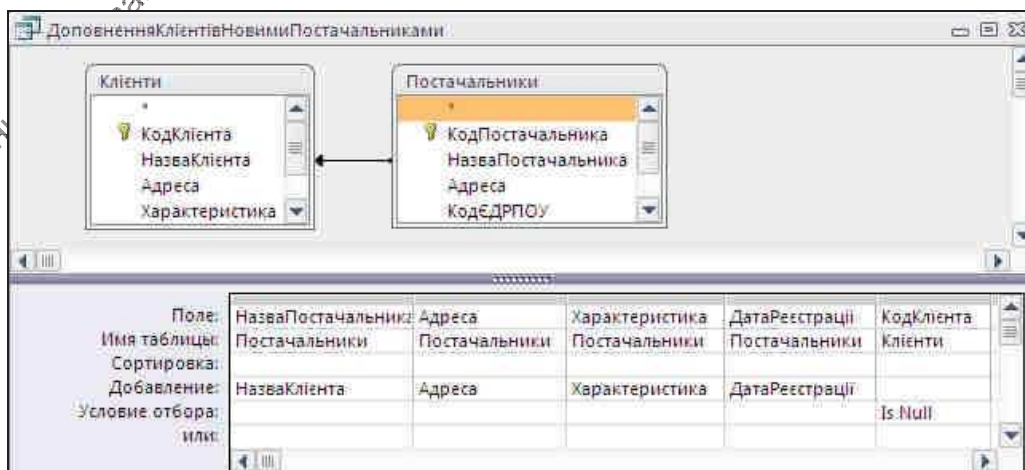 ДоповненняКлієнтівНовимиПостачальниками
Клієнти
*
КодКлієнта
НазваКлієнта
Адреса
Характеристика
Постачальники
*
КодПостачальника
НазваПостачальника
Адреса
КодЄДРПОУ
Поле: НазваПостачальника Адреса Характеристика ДатаРеєстрації КодКлієнта
Имя таблицы: Постачальники Постачальники Постачальники Постачальники Клієнти
Сортировка:
Добавление: НазваКлієнта Адреса Характеристика ДатаРеєстрації
Условие отбора: Is Null
или: